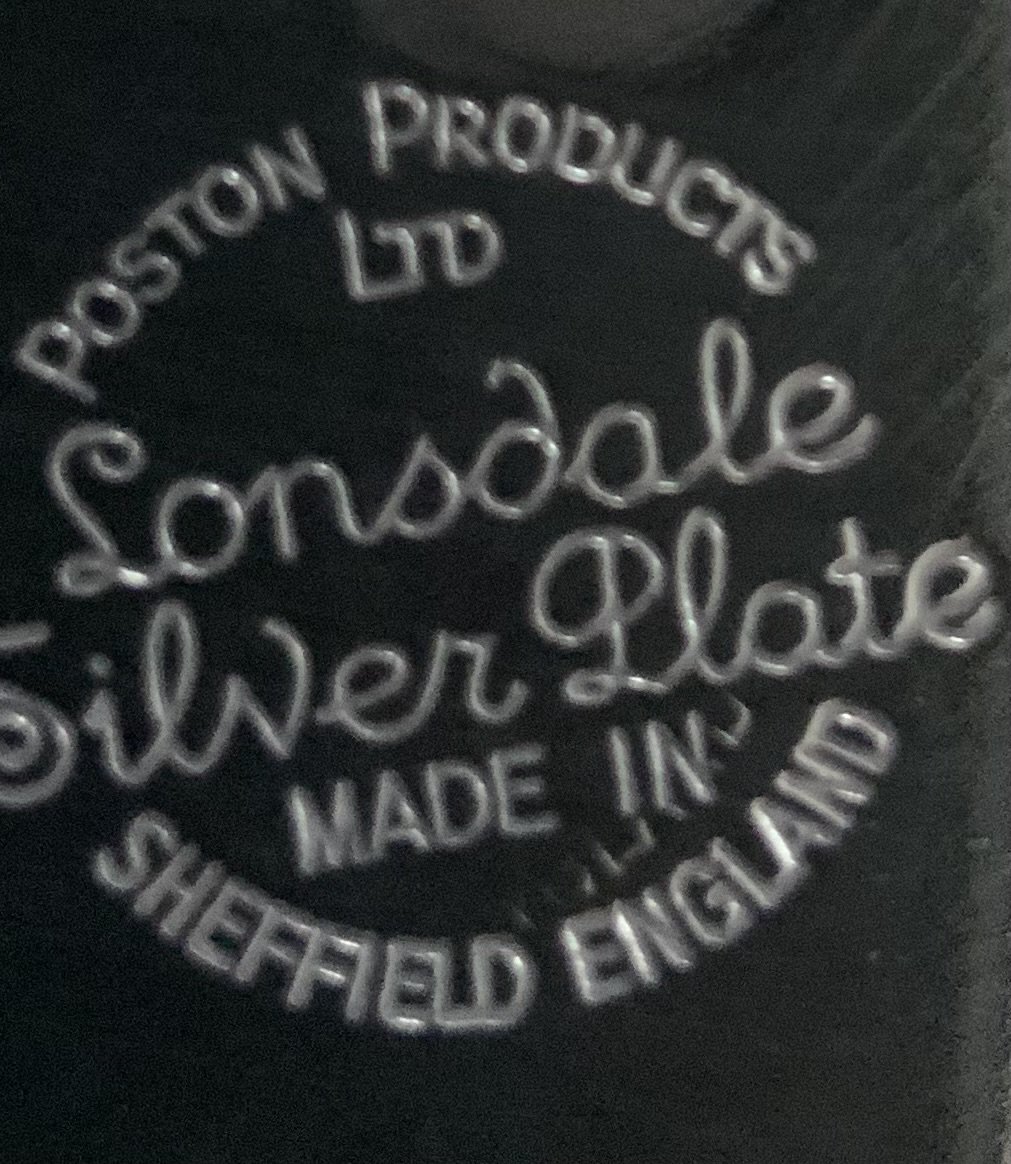 POSTON PRODUCTS
LTD
Lonsdale
Silver Plate
MADE IN
SHEFFIELD ENGLAND